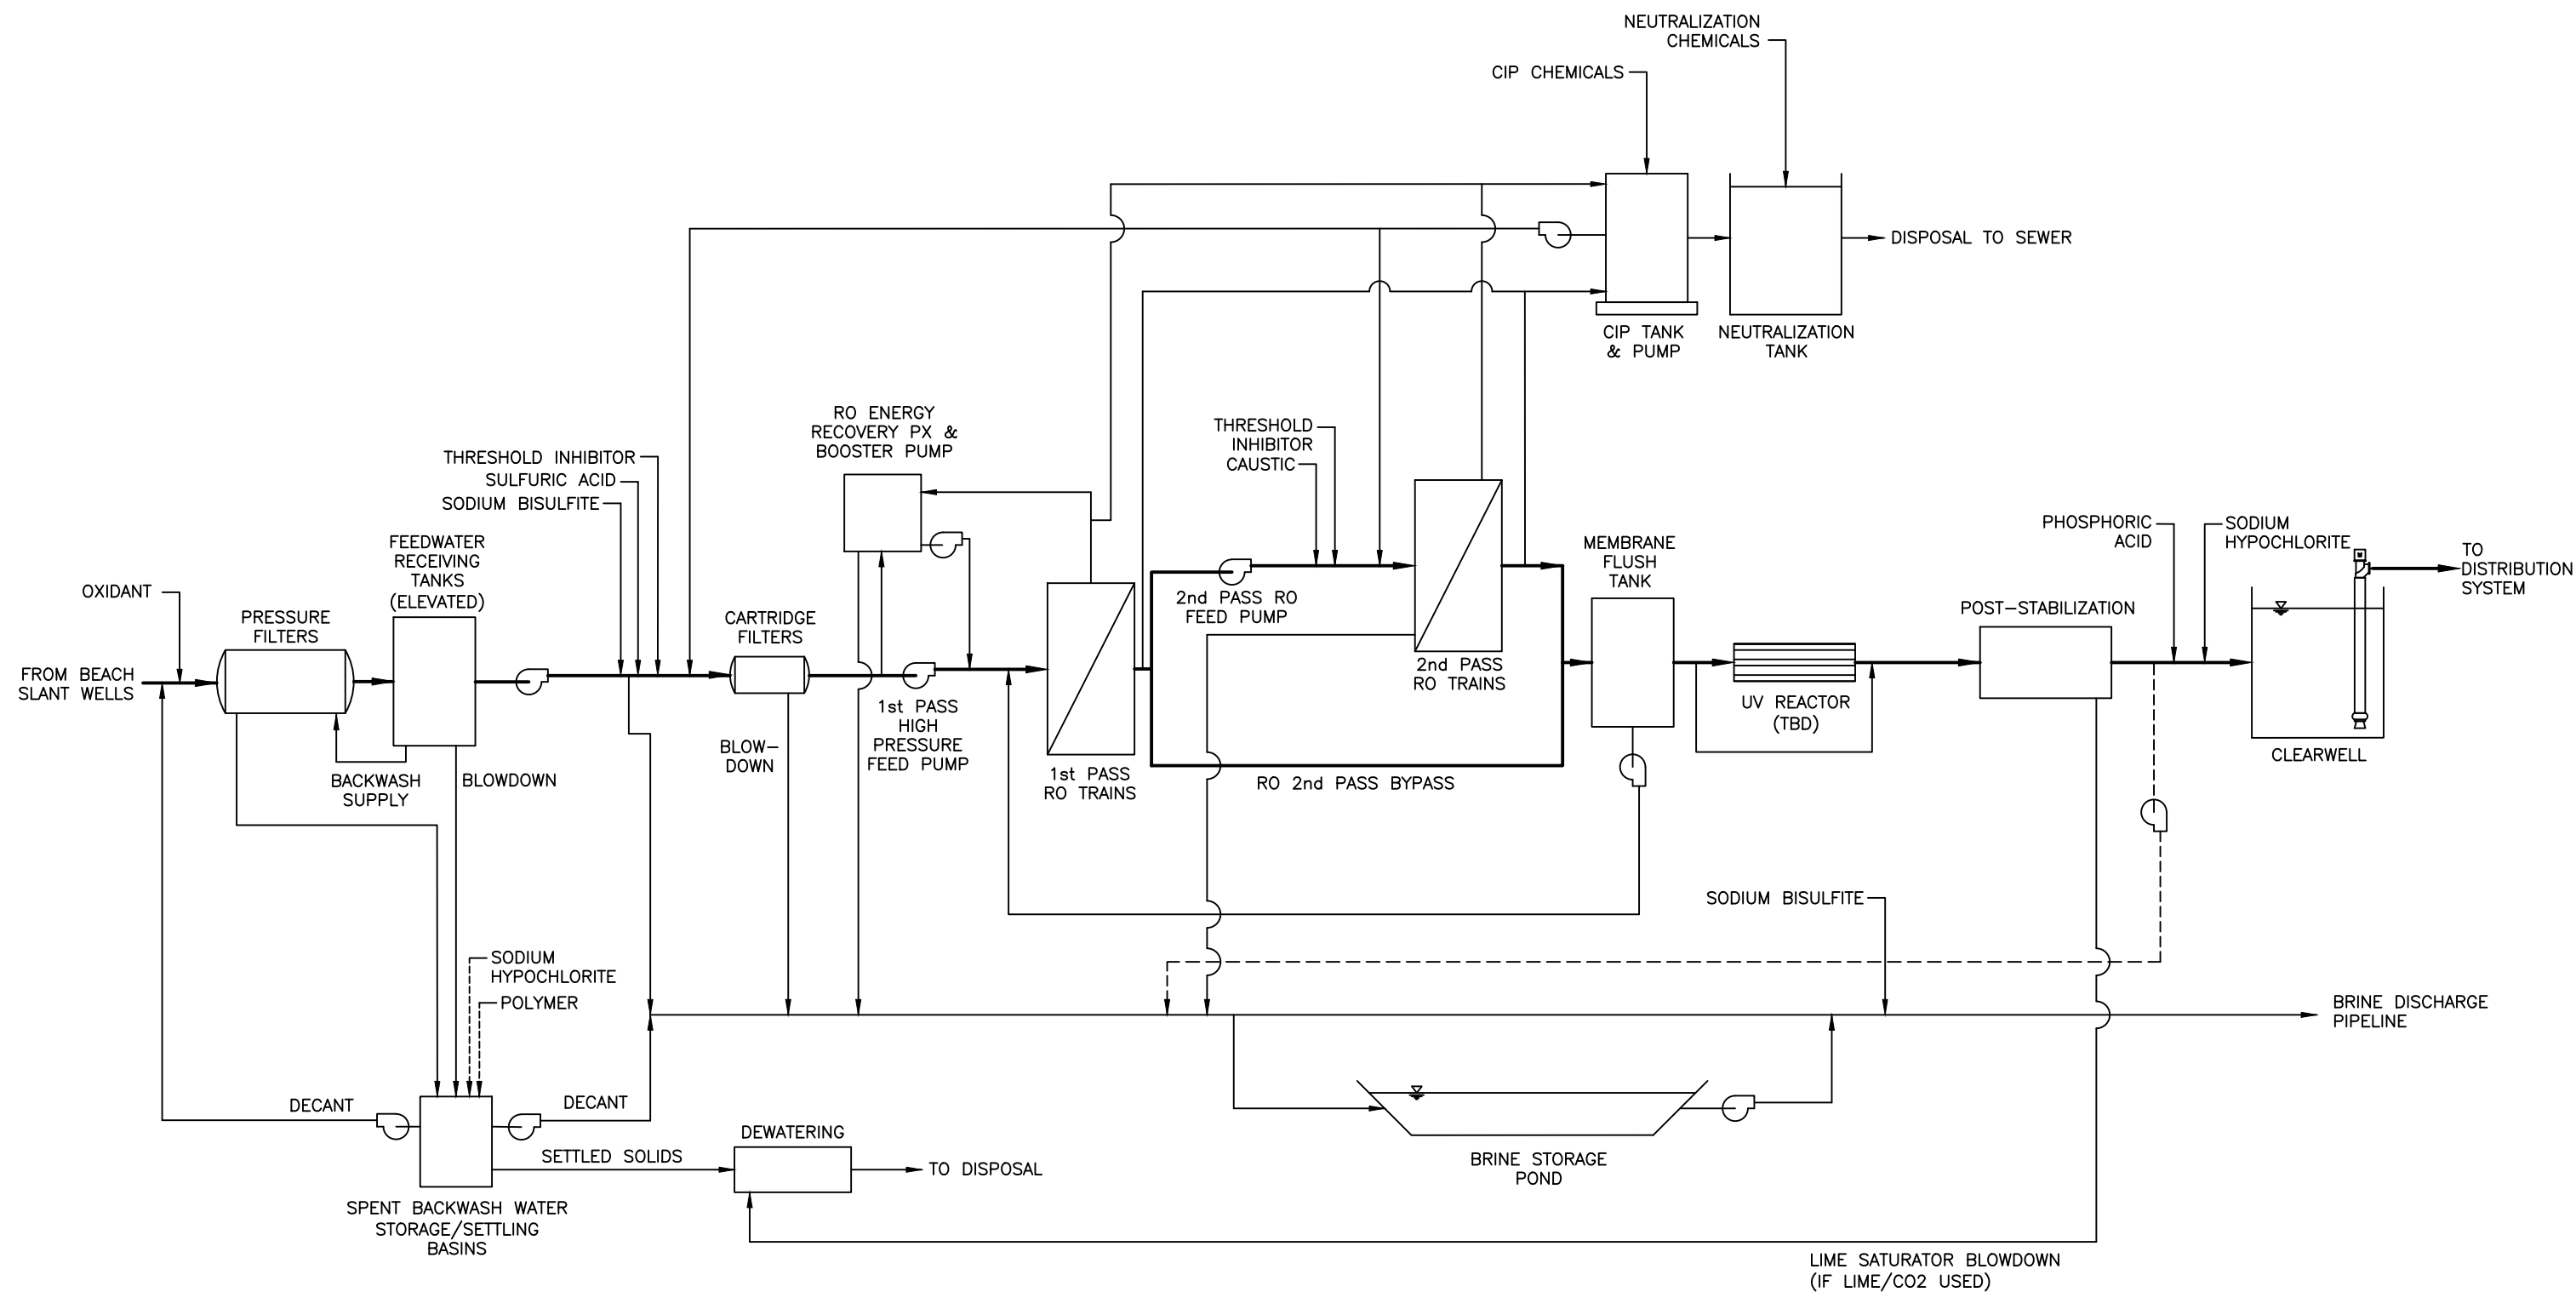 NEUTRALIZATION
CHEMICALS
CIP CHEMICALS
DISPOSAL TO SEWER
CIP TANK
& PUMP
NEUTRALIZATION
TANK
RO ENERGY
RECOVERY PX &
BOOSTER PUMP
THRESHOLD
INHIBITOR
CAUSTIC
THRESHOLD INHIBITOR
SULFURIC ACID
SODIUM BISULFITE
FEEDWATER
RECEIVING
TANKS
(ELEVATED)
OXIDANT
PRESSURE
FILTERS
FROM BEACH
SLANT WELLS
CARTRIDGE
FILTERS
2nd PASS RO
FEED PUMP
MEMBRANE
FLUSH
TANK
PHOSPHORIC
ACID
SODIUM
HYPOCHLORITE
TO
DISTRIBUTION
SYSTEM
POST-STABILIZATION
2nd PASS
RO TRAINS
UV REACTOR
(TBD)
1st PASS
HIGH
PRESSURE
FEED PUMP
BLOW-
DOWN
BACKWASH
SUPPLY
BLOWDOWN
1st PASS
RO TRAINS
RO 2nd PASS BYPASS
CLEARWELL
SODIUM BISULFITE
SODIUM
HYPOCHLORITE
POLYMER
BRINE DISCHARGE
PIPELINE
DECANT
DECANT
DEWATERING
SETTLED SOLIDS
TO DISPOSAL
BRINE STORAGE
POND
SPENT BACKWASH WATER
STORAGE/SETTLING
BASINS
LIME SATURATOR BLOWDOWN
(IF LIME/CO2 USED)